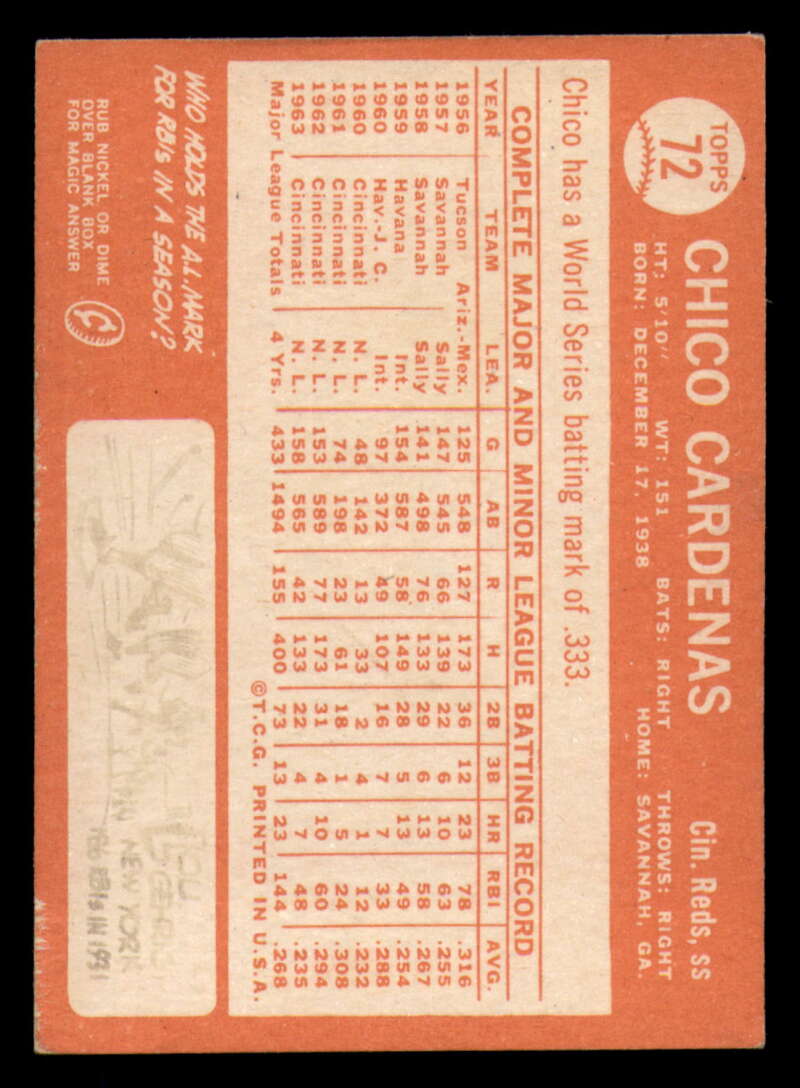 TOPPS
72
CHICO CARDENAS
Cin. Reds, SS
HT: 5'10" WT: 151 BATS: RIGHT THROWS: RIGHT
BORN: DECEMBER 17, 1938 HOME: SAVANNAH, GA.
Chico has a World Series batting mark of .333.
COMPLETE MAJOR AND MINOR LEAGUE BATTING RECORD
YEAR TEAM LEA. G AB R H 2B 3B HR RBI AVG.
1956 Tucson Ariz.-Mex. 125 548 127 173 36 12 23 78 .316
1957 Savannah Sally 147 545 66 139 22 6 10 63 .255
1958 Savannah Sally .141 498 76 133 29 6 13 58 .267
1959 Havana Int. 154 587 58 149 28 5 13 49 .254
1960 Hav.-J. C. Int. 97 372 49 107 16 7 7 33 .288
1960 Cincinnati N. L. 48 142 13 33 2 4 1 12 .232
1961 Cincinnati N. L. 74 198 23 61 18 1 5 24 .308
1962 Cincinnati N. L. 153 589 77 173 31 4 10 60 .294
1963 Cincinnati N. L. 158 565 42 133 22 4 7 48 .235
Major League Totals 4 Yrs. 433 1494 155 400 73 13 23 144 .268
©T.C.G. PRINTED IN U.S.A.
WHO HOLDS THE A.L. MARK
FOR RBIs IN A SEASON?
RUB NICKEL OR DIME
OVER BLANK BOX
FOR MAGIC ANSWER
LOU
GEHRIG
NEW YORK
RBIs IN 1931